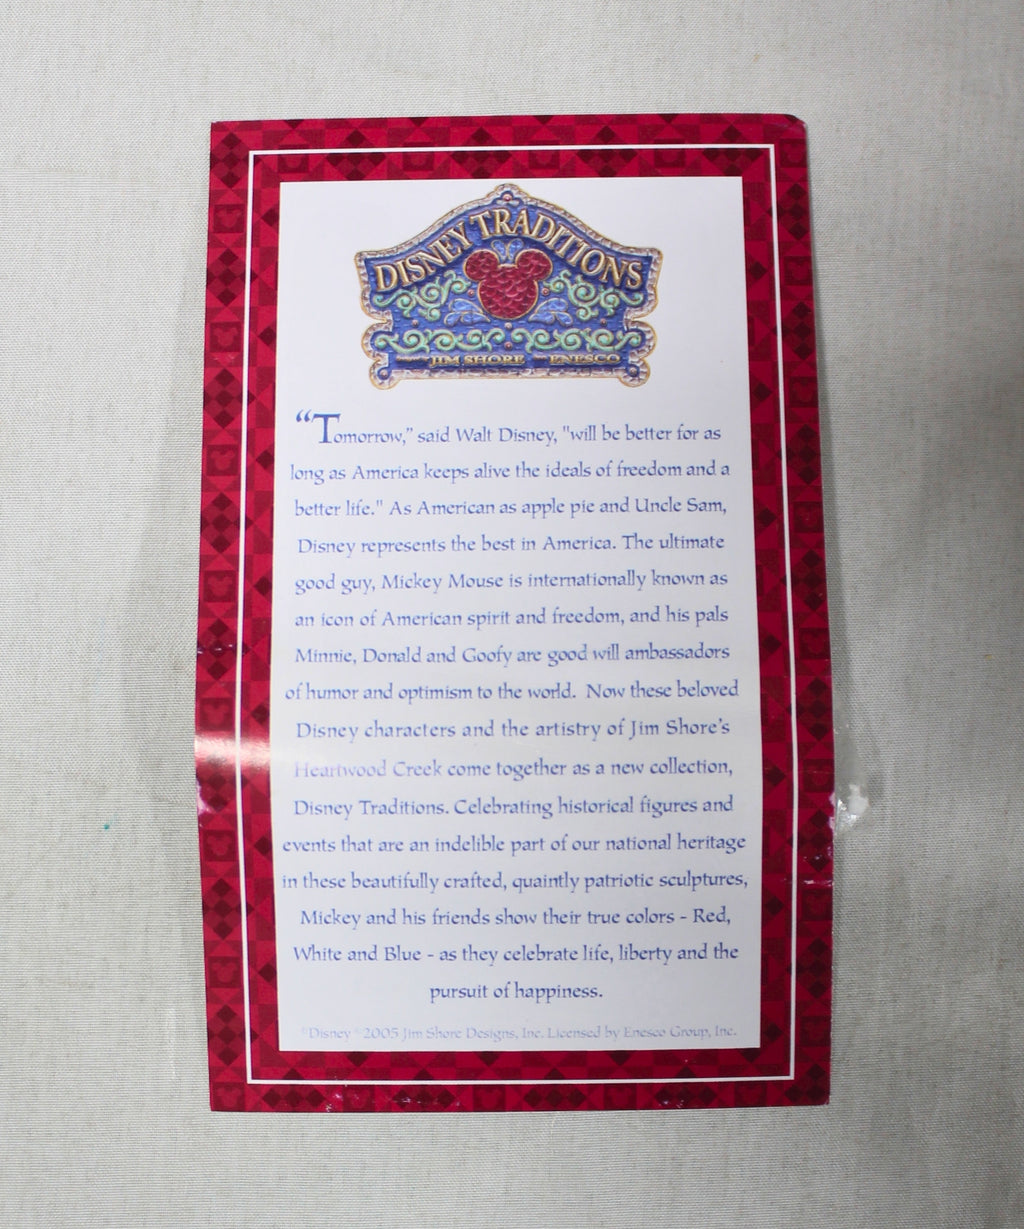 DISNEY TRADITIONS
JIM SHORE ENESCO
“Tomorrow,” said Walt Disney, "will be better for as
long as America keeps alive the ideals of freedom and a
better life." As American as apple pie and Uncle Sam,
Disney represents the best in America. The ultimate
good guy, Mickey Mouse is internationally known as
an icon of American spirit and freedom, and his pals
Minnie, Donald and Goofy are good will ambassadors
of humor and optimism to the world. Now these beloved
Disney characters and the artistry of Jim Shore’s
Heartwood Creek come together as a new collection,
Disney Traditions. Celebrating historical figures and
events that are an indelible part of our national heritage
in these beautifully crafted, quaintly patriotic sculptures,
Mickey and his friends show their true colors - Red,
White and Blue - as they celebrate life, liberty and the
pursuit of happiness.
©Disney ©2005 Jim Shore Designs, Inc. Licensed by Enesco Group, Inc.